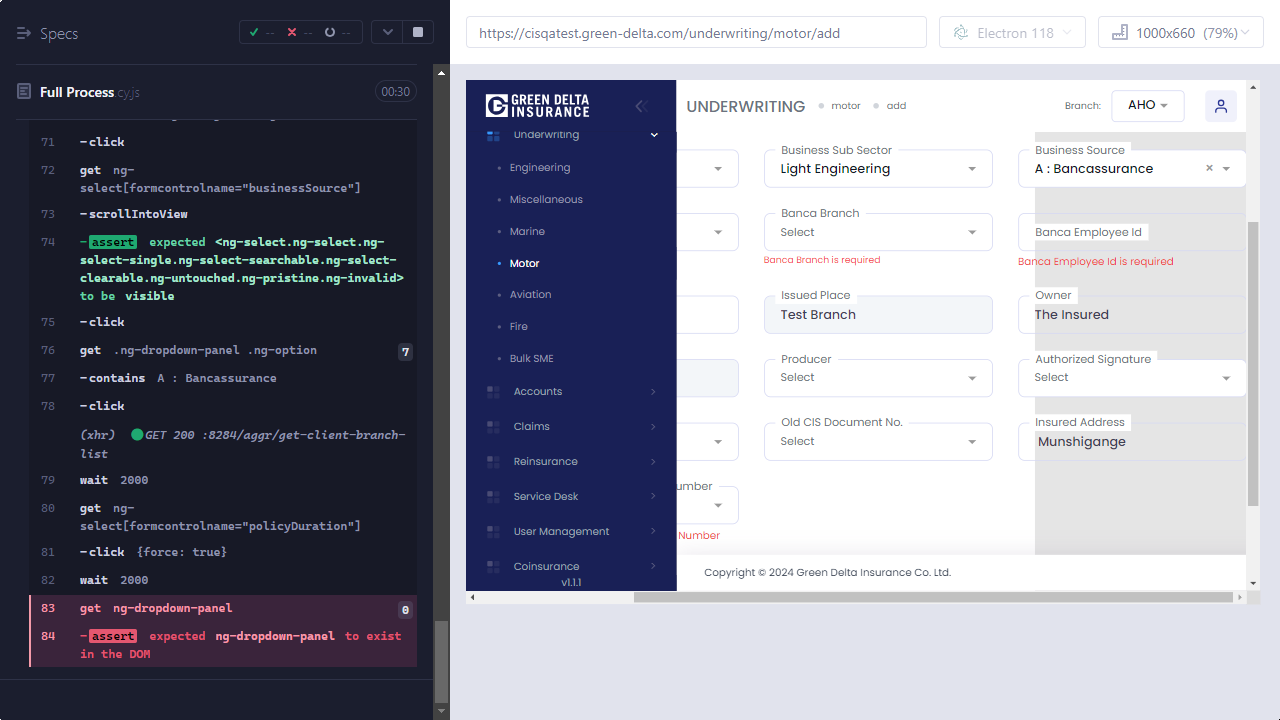 Specs
--
--
--
https://cisqatest.green-delta.com/underwriting/motor/add
Electron 118
1000x660 (79%)
Full Process.cy.js
00:30
71 -click
72 get ng-
select[formcontrolname="businessSource"]
73 -scrollIntoView
74 -assert expected <ng-select.ng-select.ng-
select-single.ng-select-searchable.ng-select-
clearable.ng-untouched.ng-pristine.ng-invalid>
to be visible
75 -click
76 get .ng-dropdown-panel .ng-option 7
77 -contains A : Bancassurance
78 -click
(xhr) GET 200 :8284/aggr/get-client-branch-
list
79 wait 2000
80 get ng-
select[formcontrolname="policyDuration"]
81 -click {force: true}
82 wait 2000
83 get ng-dropdown-panel 0
84 -assert expected ng-dropdown-panel to exist
in the DOM
GREEN DELTA
INSURANCE
Underwriting
Engineering
Miscellaneous
Marine
Motor
Aviation
Fire
Bulk SME
Accounts
Claims
Reinsurance
Service Desk
User Management
Coinsurance
v1.1.1
UNDERWRITING motor add
Branch: AHO
Business Sub Sector
Light Engineering
Business Source
A : Bancassurance ×
Banca Branch
Select
Banca Branch is required
Banca Employee Id
Banca Employee Id is required
Issued Place
Test Branch
Owner
The Insured
Producer
Select
Authorized Signature
Select
Old CIS Document No.
Select
Insured Address
Munshigange
umber
Number
Copyright © 2024 Green Delta Insurance Co. Ltd.